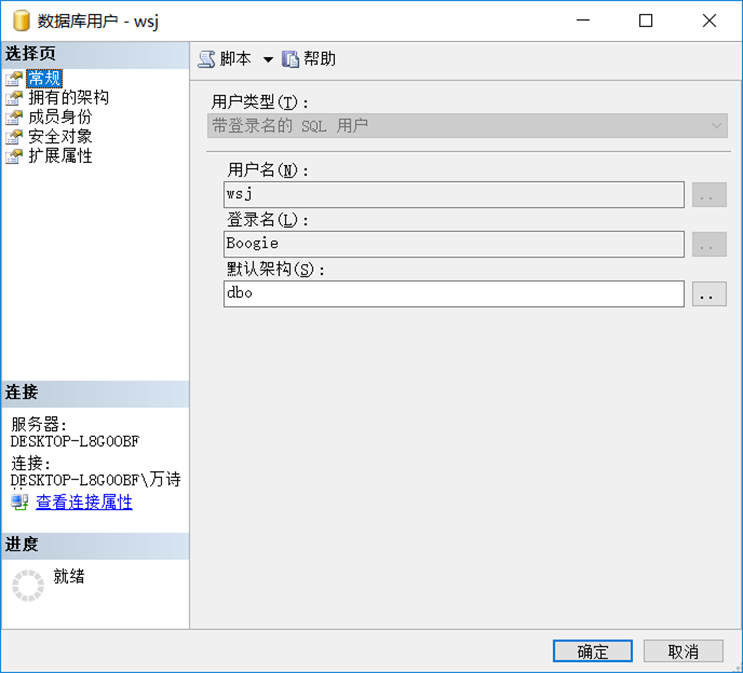 数据库用户 - wsj
选择页
常规
拥有的架构
成员身份
安全对象
扩展属性
脚本
帮助
用户类型(T):
带登录名的 SQL 用户
用户名(N):
wsj
..
登录名(L):
Boogie
..
默认架构(S):
dbo
..
连接
服务器:
DESKTOP-L8GOOBF
连接:
DESKTOP-L8GOOBF\万诗
查看连接属性
进度
就绪
确定
取消